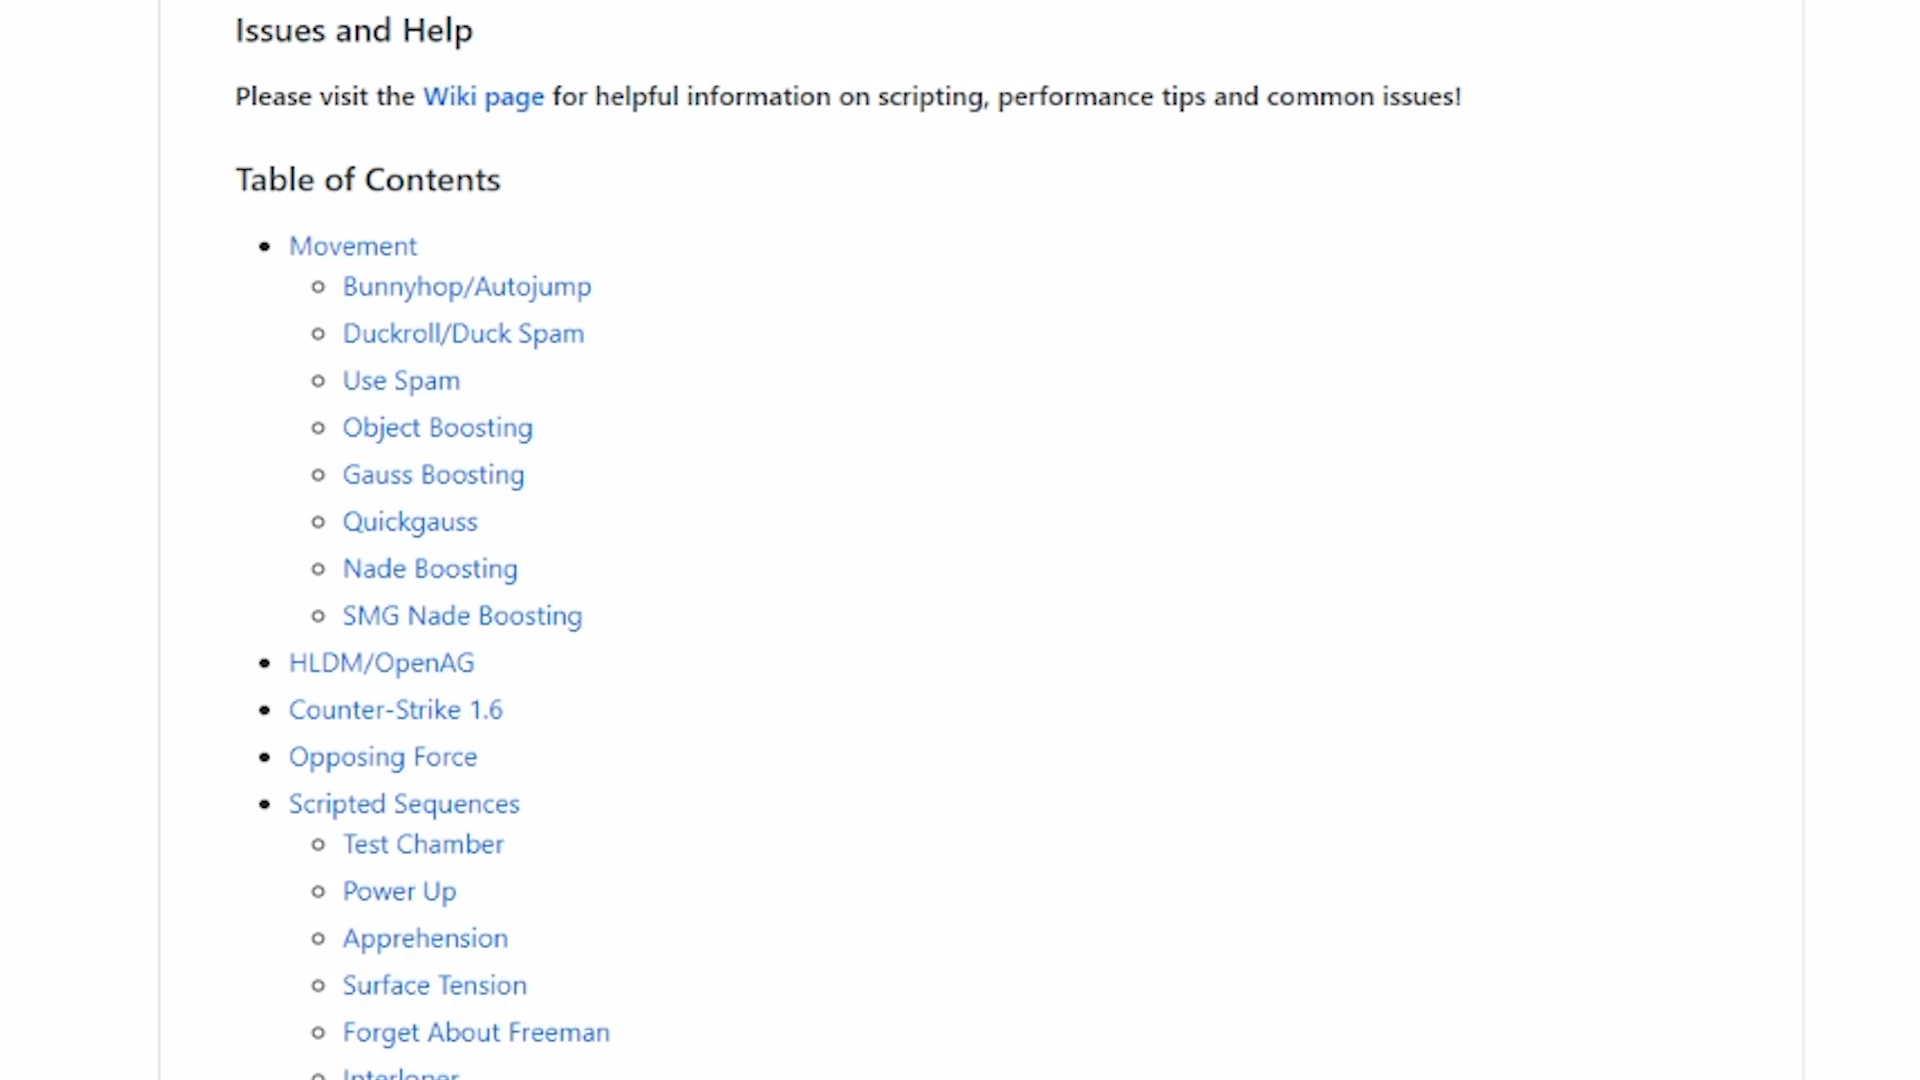 Issues and Help
Please visit the Wiki page for helpful information on scripting, performance tips and common issues!
Table of Contents
Movement
Bunnyhop/Autojump
Duckroll/Duck Spam
Use Spam
Object Boosting
Gauss Boosting
Quickgauss
Nade Boosting
SMG Nade Boosting
HLDM/OpenAG
Counter-Strike 1.6
Opposing Force
Scripted Sequences
Test Chamber
Power Up
Apprehension
Surface Tension
Forget About Freeman
Interloper